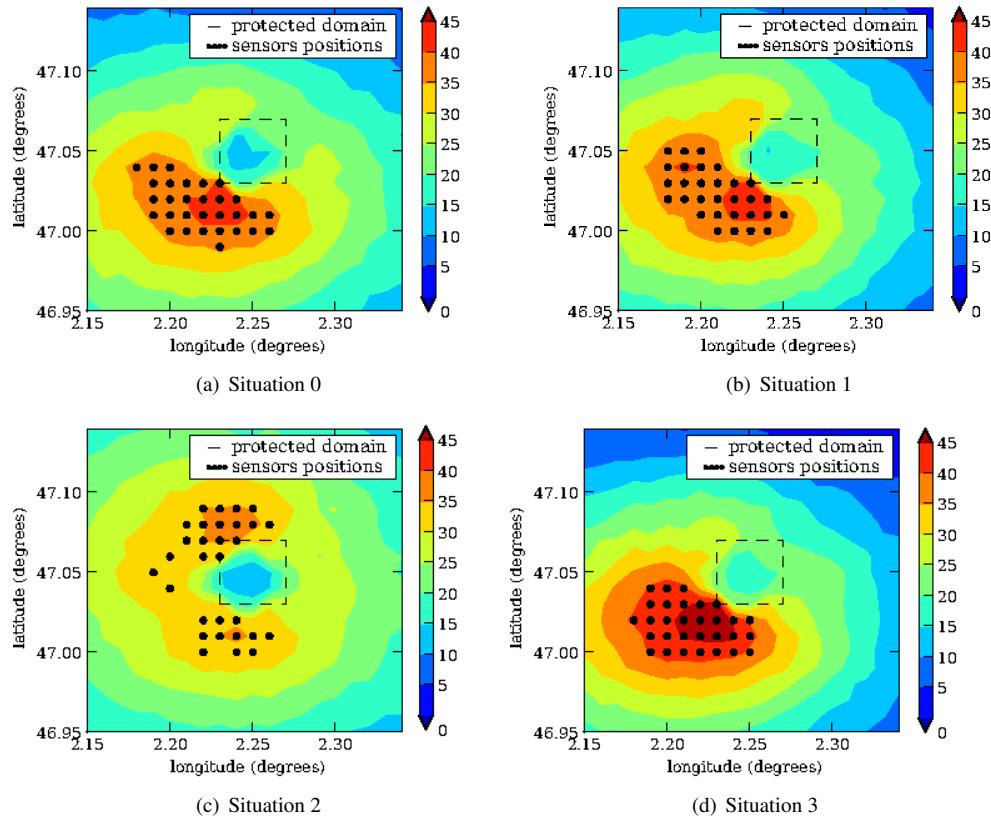 protected domain
sensors positions
47.10
47.05
47.00
46.95
2.15 2.20 2.25 2.30
latitude (degrees)
longitude (degrees)
45
40
35
30
25
20
15
10
5
0
(a) Situation 0
protected domain
sensors positions
47.10
47.05
47.00
46.95
2.15 2.20 2.25 2.30
latitude (degrees)
longitude (degrees)
45
40
35
30
25
20
15
10
5
0
(b) Situation 1
protected domain
sensors positions
47.10
47.05
47.00
46.95
2.15 2.20 2.25 2.30
latitude (degrees)
longitude (degrees)
45
40
35
30
25
20
15
10
5
0
(c) Situation 2
protected domain
sensors positions
47.10
47.05
47.00
46.95
2.15 2.20 2.25 2.30
latitude (degrees)
longitude (degrees)
45
40
35
30
25
20
15
10
5
0
(d) Situation 3